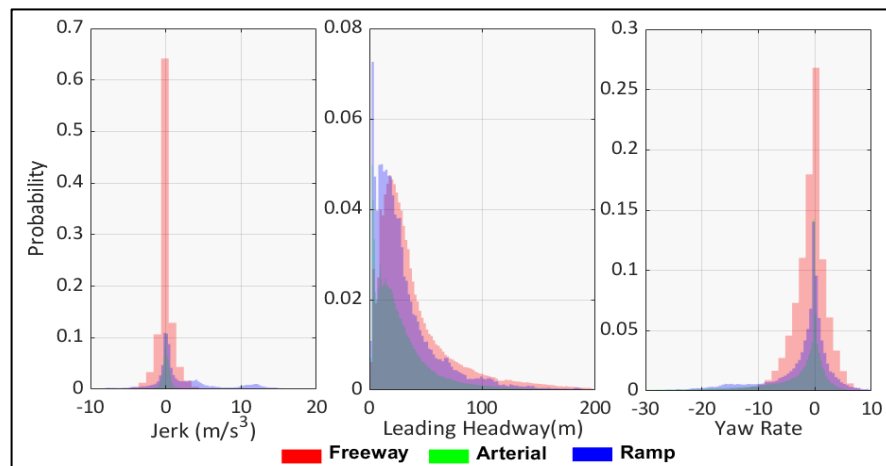 Probability
0.7
0.6
0.5
0.4
0.3
0.2
0.1
0
-10 0 10 20
Jerk (m/s³)
0.08
0.06
0.04
0.02
0
0 100 200
Leading Headway(m)
0.3
0.25
0.2
0.15
0.1
0.05
0
-30 -20 -10 0 10
Yaw Rate
Freeway Arterial Ramp